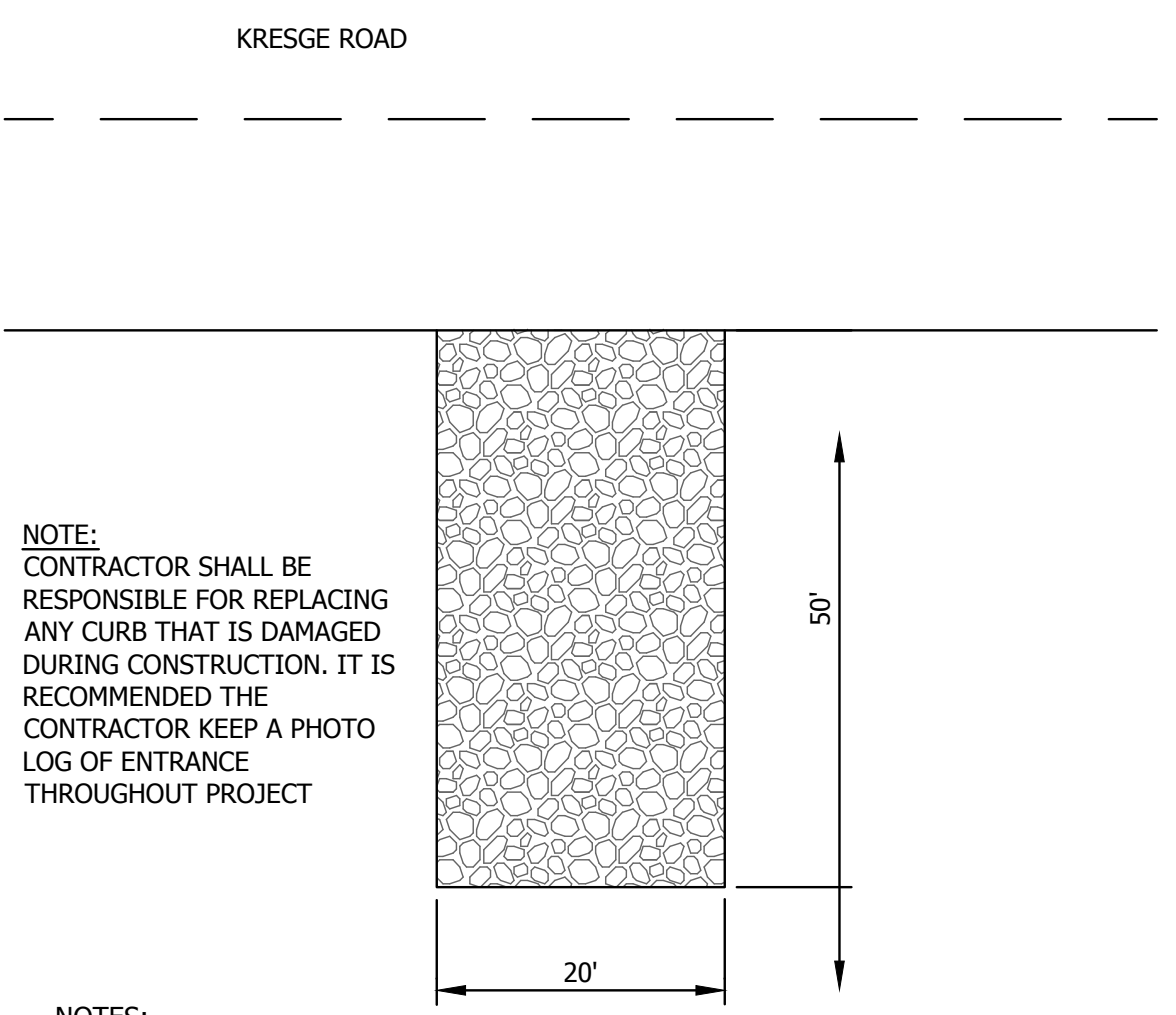 KRESGE ROAD
NOTE:
CONTRACTOR SHALL BE
RESPONSIBLE FOR REPLACING
ANY CURB THAT IS DAMAGED
DURING CONSTRUCTION. IT IS
RECOMMENDED THE
CONTRACTOR KEEP A PHOTO
LOG OF ENTRANCE
THROUGHOUT PROJECT
50'
20'
NOTES: